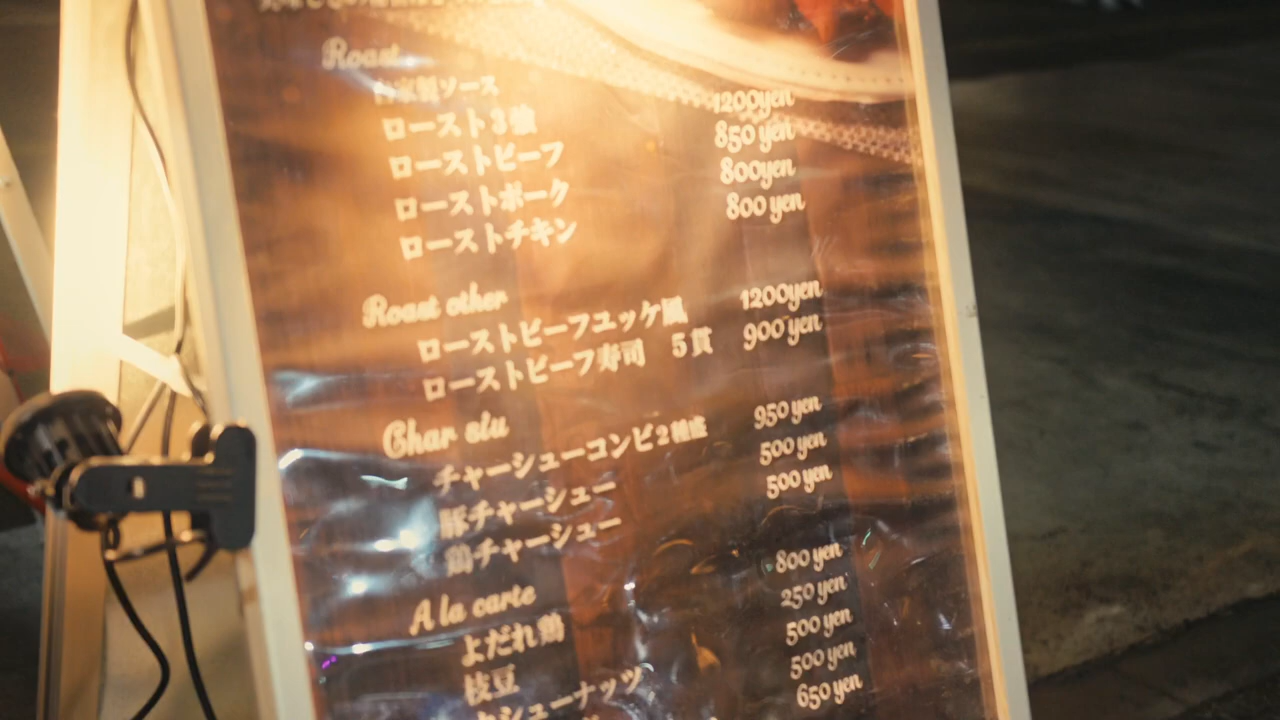 Roast
自家製ソース
ロースト3種 1200yen
ローストビーフ 850 yen
ローストポーク 800yen
ローストチキン 800 yen
Roast other
ローストビーフユッケ風 1200yen
ローストビーフ寿司 5貫 900 yen
Char siu
チャーシューコンビ2種盛 950 yen
豚チャーシュー 500 yen
鶏チャーシュー 500 yen
A la carte
よだれ鶏 800 yen
枝豆 250 yen
カシューナッツ 500 yen
500 yen
650 yen